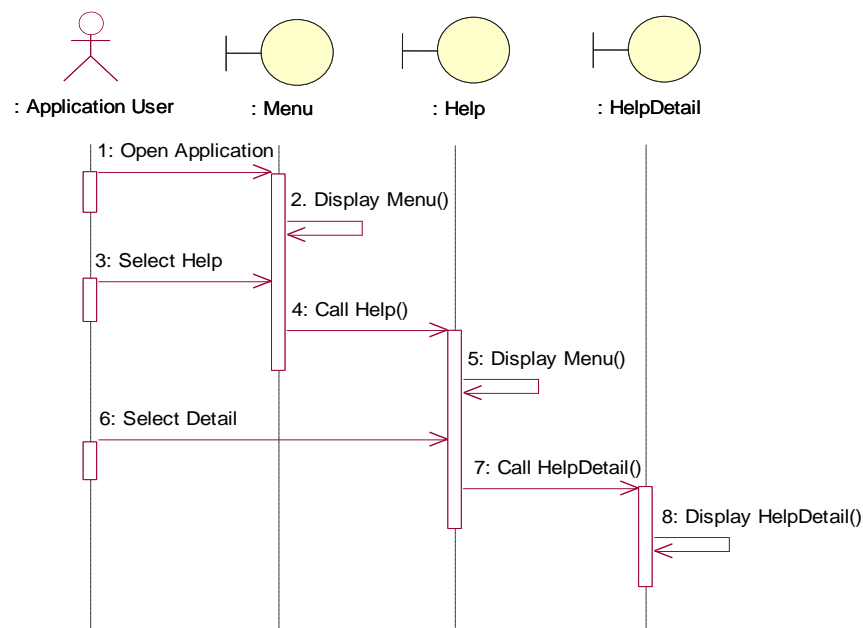 : Application User
: Menu
: Help
: HelpDetail
1: Open Application
2. Display Menu()
3: Select Help
4: Call Help()
5: Display Menu()
6: Select Detail
7: Call HelpDetail()
8: Display HelpDetail()